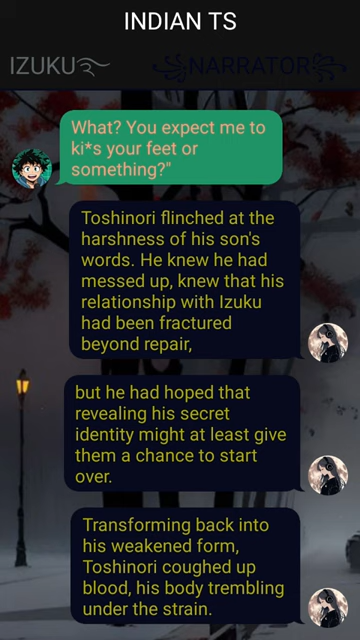 INDIAN TS
IZUKU
NARRATOR
What? You expect me to
ki*s your feet or
something?"
Toshinori flinched at the
harshness of his son's
words. He knew he had
messed up, knew that his
relationship with Izuku
had been fractured
beyond repair,
but he had hoped that
revealing his secret
identity might at least give
them a chance to start
over.
Transforming back into
his weakened form,
Toshinori coughed up
blood, his body trembling
under the strain.